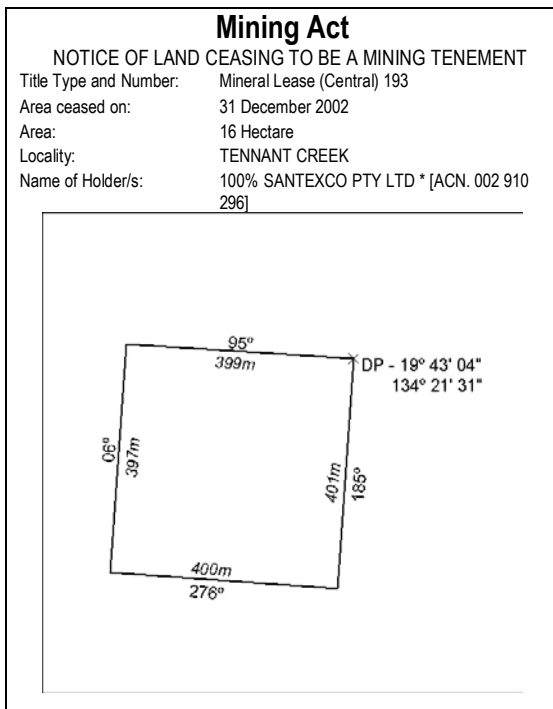 Mining Act
NOTICE OF LAND CEASING TO BE A MINING TENEMENT
Title Type and Number: Mineral Lease (Central) 193
Area ceased on: 31 December 2002
Area: 16 Hectare
Locality: TENNANT CREEK
Name of Holder/s: 100% SANTEXCO PTY LTD * [ACN. 002 910
296]
95º
399m
DP - 19º 43' 04"
134º 21' 31"
06º
397m
401m
185º
400m
276º